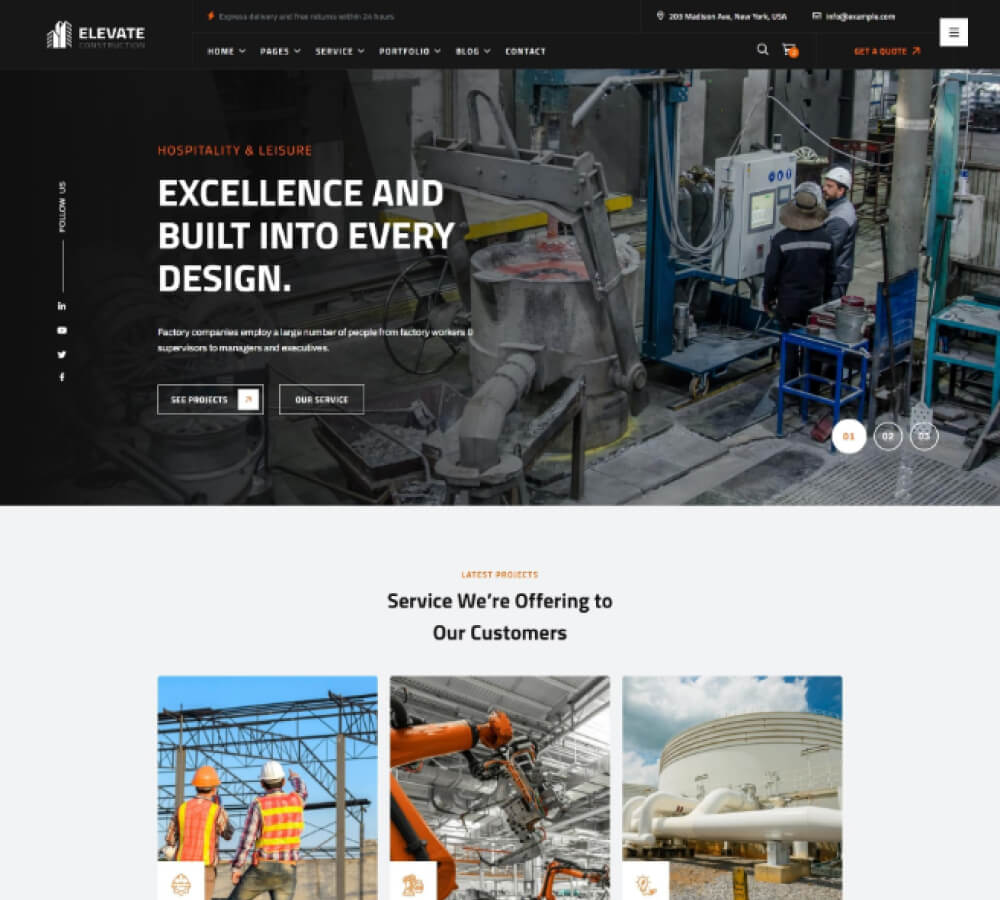 ELEVATE
CONSTRUCTION
Express delivery and free returns within 24 hours
203 Madison Ave, New York, USA
info@example.com
HOME
PAGES
SERVICE
PORTFOLIO
BLOG
CONTACT
GET A QUOTE
FOLLOW US
HOSPITALITY & LEISURE
EXCELLENCE AND
BUILT INTO EVERY
DESIGN.
Factory companies employ a large number of people from factory workers &
supervisors to managers and executives.
SEE PROJECTS
OUR SERVICE
01
02
03
LATEST PROJECTS
Service We're Offering to
Our Customers